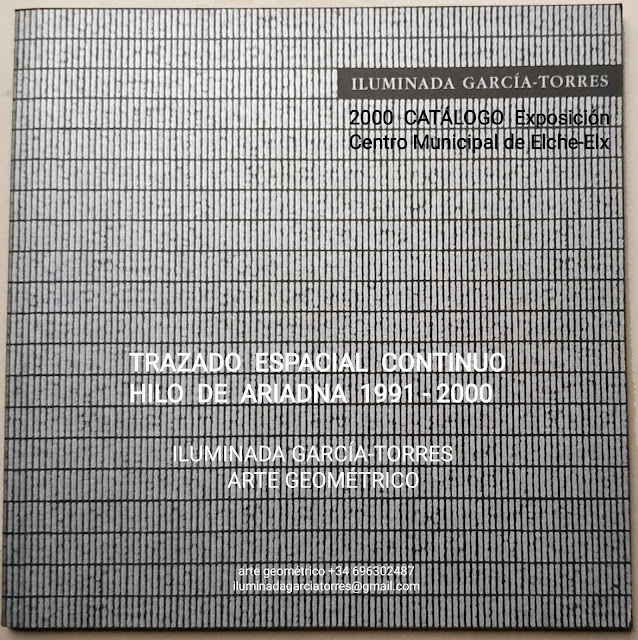 ILUMINADA GARCÍA-TORRES
2000 CATÁLOGO Exposición
Centro Municipal de Elche-Elx
TRAZADO ESPACIAL CONTINUO
HILO DE ARIADNA 1991 - 2000
ILUMINADA GARCÍA-TORRES
ARTE GEOMÉTRICO
arte geométrico +34 696302487
iluminadagarciatorres@gmail.com